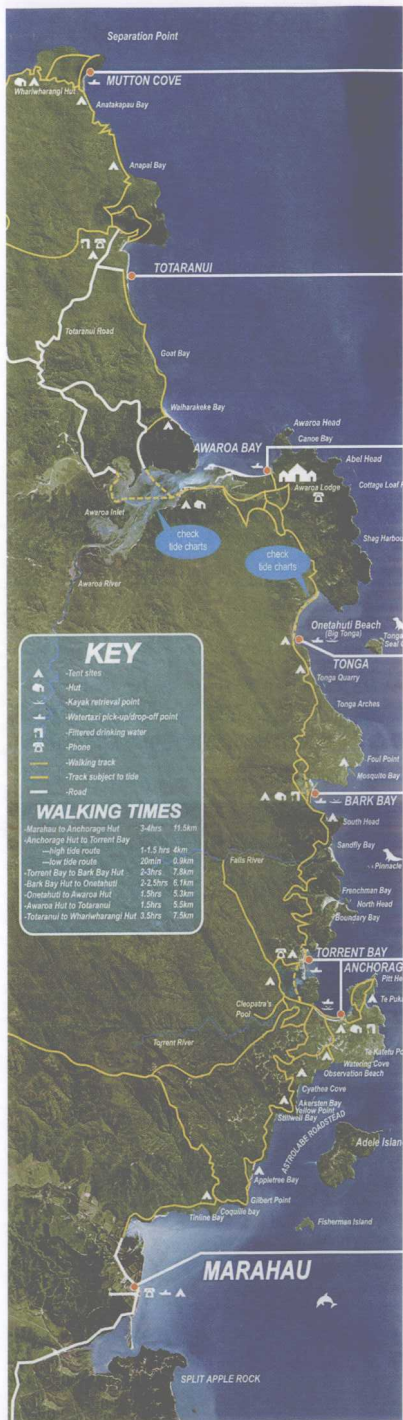 Separation Point
MUTTON COVE
Whariwharangi Hut
Anatakapau Bay
Anapai Bay
TOTARANUI
Totaranui Road
Goat Bay
Waiharakeke Bay
Awaroa Head
Canoe Bay
AWAROA BAY
Abel Head
Awaroa Lodge
Cottage Loaf
Awaroa Inlet
check
tide charts
Shag Harbou
check
tide charts
Awaroa River
Onetahuti Beach
(Big Tonga)
Tonga
Seal
TONGA
Tonga Quarry
Tonga Arches
Foul Point
Mosquito Bay
BARK BAY
South Head
Sandfly Bay
Falls River
Pinnacle
Frenchman Bay
North Head
Boundary Bay
TORRENT BAY
ANCHORAG
Pitt He
Te Puka
Cleopatra's
Pool
Torrent River
Te Karetu Po
Watering Cove
Observation Beach
Cyathea Cove
Akersten Bay
Yellow Point
Stilwell Bay
ASTROLABE ROADSTEAD
Adele Islan
Appletree Bay
Gilbert Point
Coquille bay
Tinline Bay
Fisherman Island
MARAHAU
SPLIT APPLE ROCK
KEY
-Tent sites
-Hut
-Kayak retrieval point
-Watertaxi pick-up/drop-off point
-Filtered drinking water
-Phone
-Walking track
-Track subject to tide
-Road
WALKING TIMES
-Marahau to Anchorage Hut 3-4hrs 11.5km
-Anchorage Hut to Torrent Bay
---high tide route 1-1.5 hrs 4km
---low tide route 20min 0.9km
-Torrent Bay to Bark Bay Hut 2-3hrs 7.8km
-Bark Bay Hut to Onetahuti 2-2.5hrs 6.1km
-Onetahuti to Awaroa Hut 1.5hrs 5.3km
-Awaroa Hut to Totaranui 1.5hrs 5.5km
-Totaranui to Whariwharangi Hut 3.5hrs 7.5km